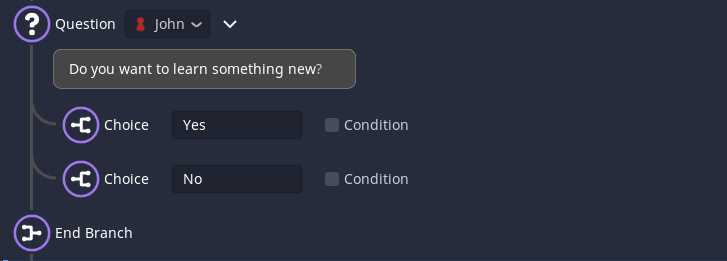 Question John
Do you want to learn something new?
Choice Yes Condition
Choice No Condition
End Branch